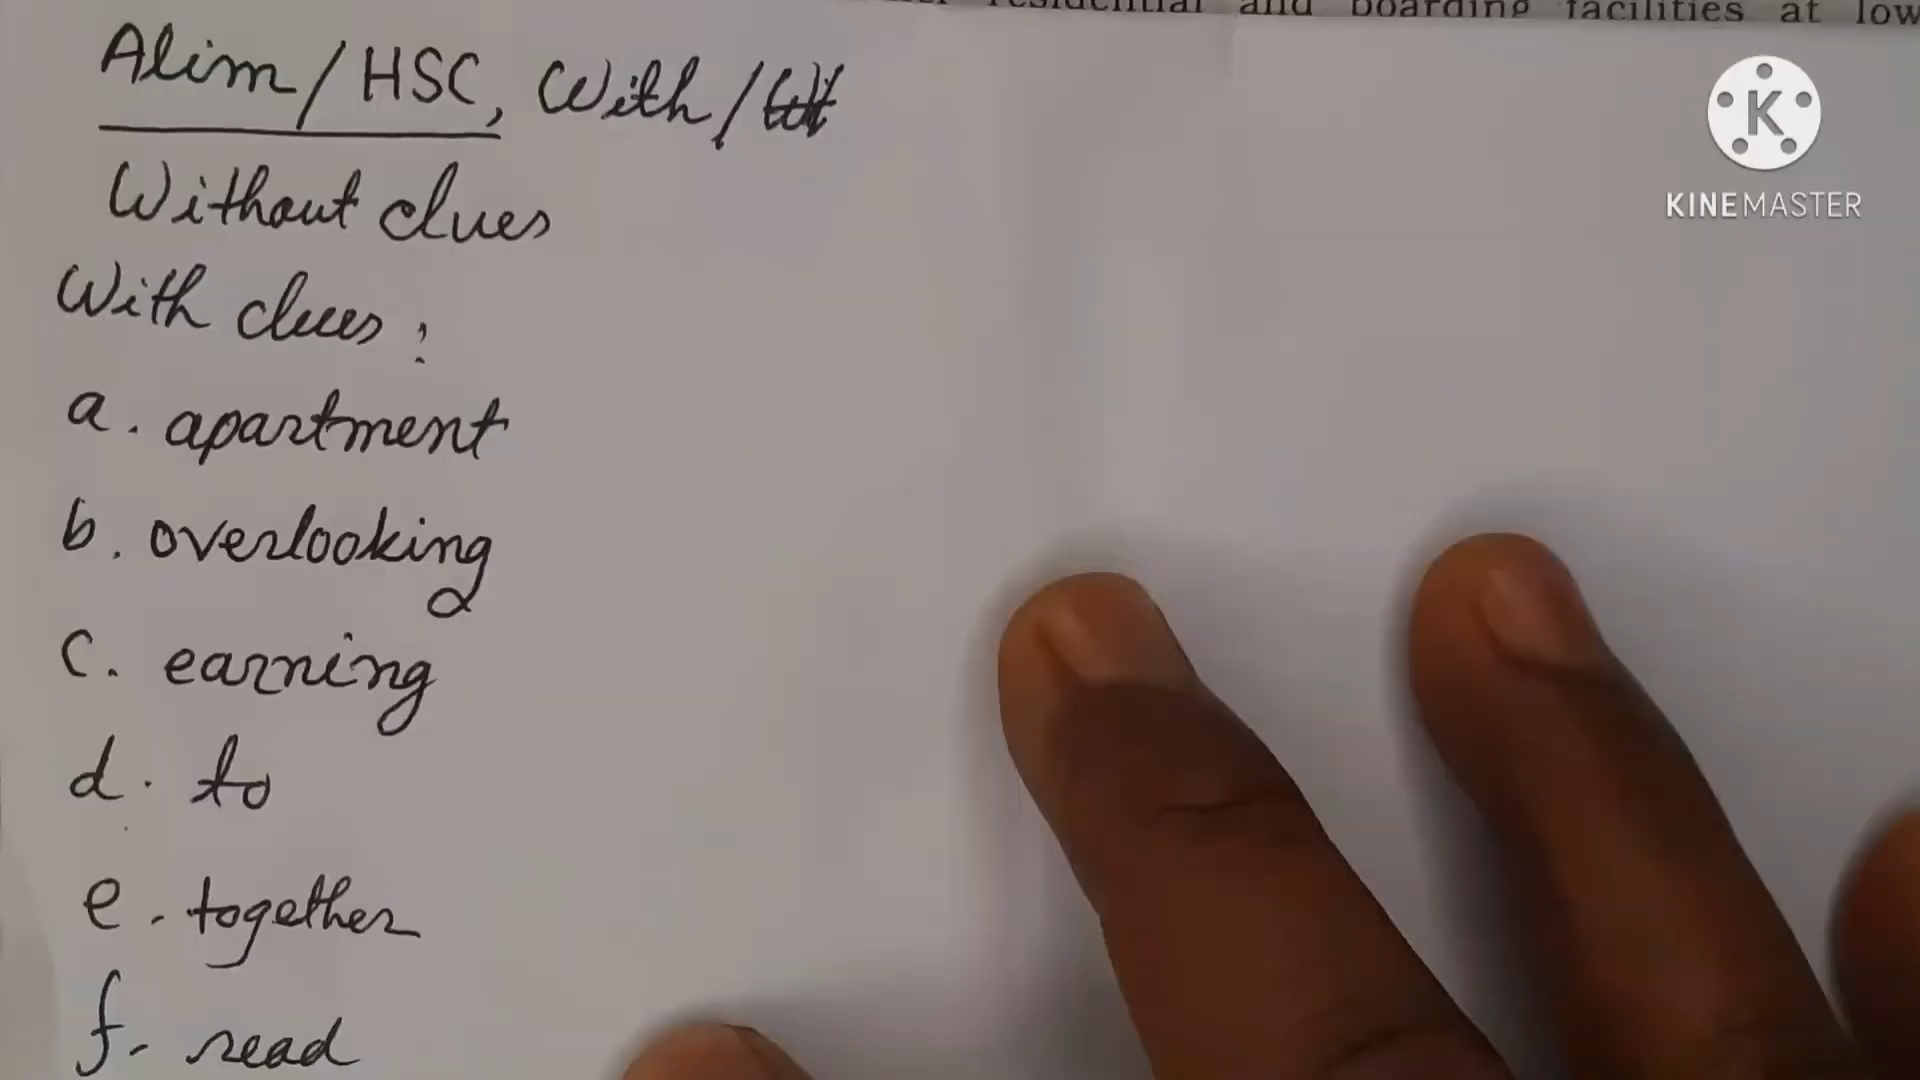 residential and boarding facilities at low
Alim/HSC, With/
Without clues
With clues:
a. apartment
b. overlooking
c. earning
d. to
e. together
f. read
KINEMASTER